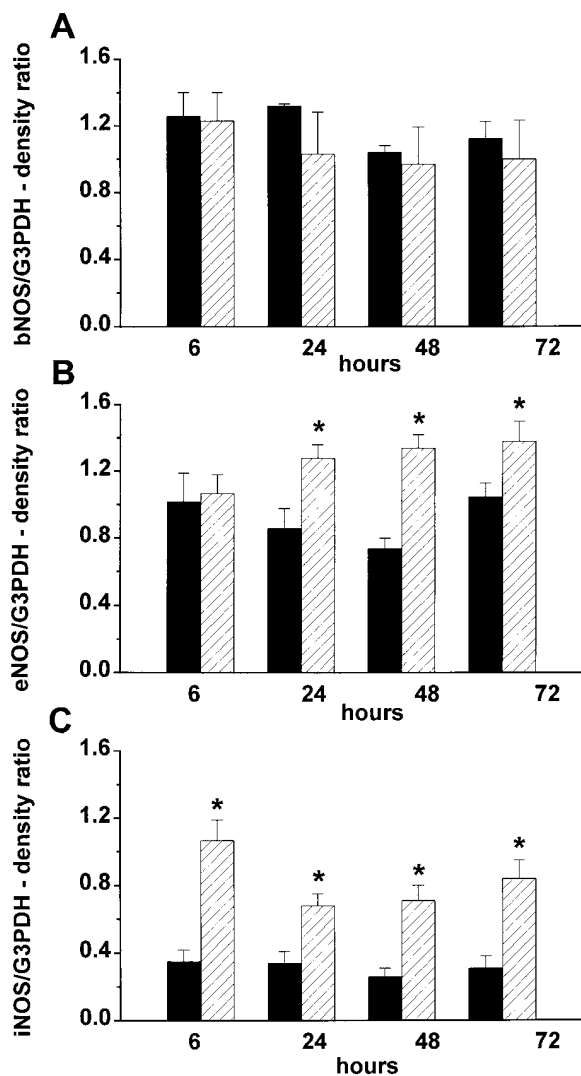 A
bNOS/G3PDH - density ratio
1.6
1.2
0.8
0.4
0.0
6 24 48 72
hours
B
eNOS/G3PDH - density ratio
1.6
1.2
0.8
0.4
0.0
* * *
6 24 48 72
hours
C
iNOS/G3PDH - density ratio
1.6
1.2
0.8
0.4
0.0
* * * *
6 24 48 72
hours